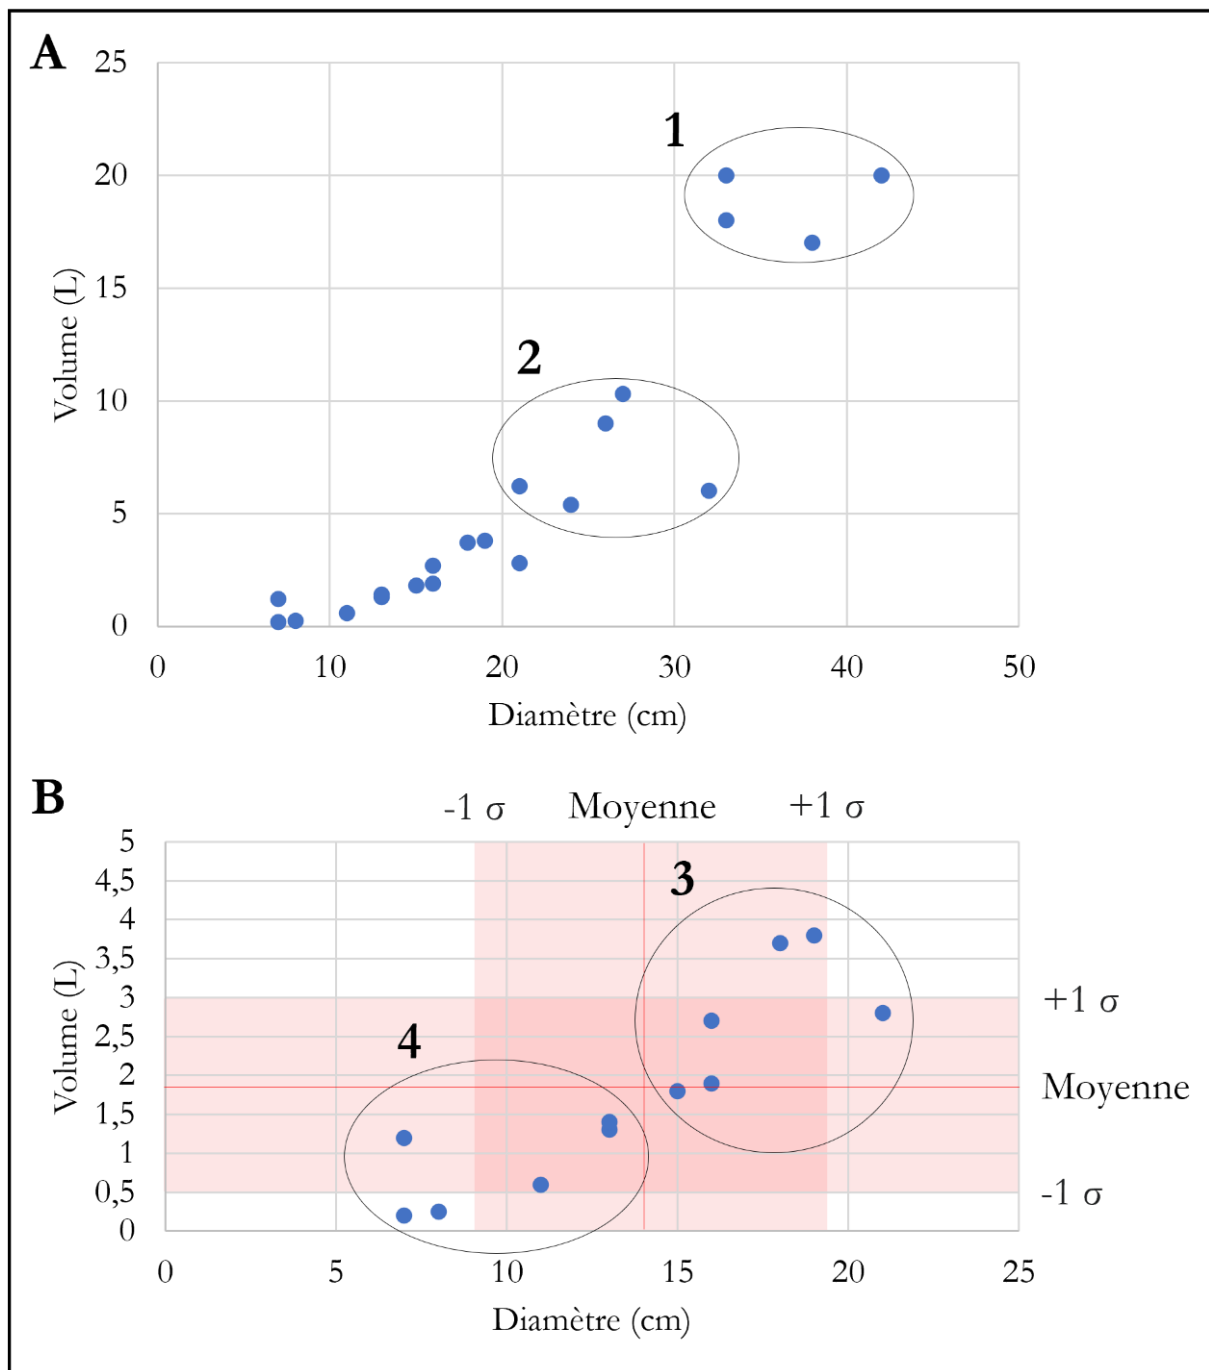 A
25
1
20
Volume (L)
15
2
10
5
0
0 10 20 30 40 50
Diamètre (cm)
B
-1 σ Moyenne +1 σ
5
3
4,5
4
3,5
Volume (L)
3
+1 σ
2,5
4
2
Moyenne
1,5
1
0,5
-1 σ
0
0 5 10 15 20 25
Diamètre (cm)